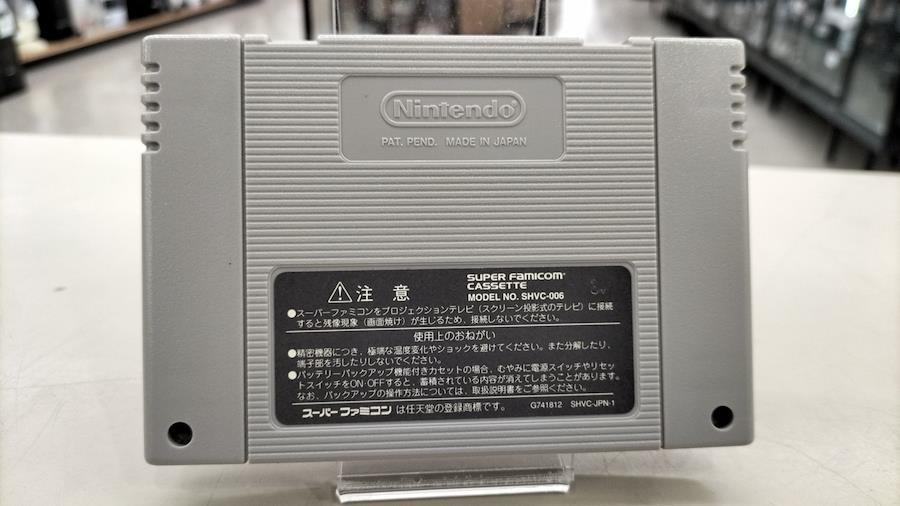 Nintendo®
PAT. PEND. MADE IN JAPAN
⚠注意
SUPER FAMICOM®
CASSETTE
MODEL NO. SHVC-006
●スーパーファミコンをプロジェクションテレビ（スクリーン投影式のテレビ）に接続
すると残像現象（画面焼け）が生じるため、接続しないでください。
使用上のおねがい
●精密機器につき、極端な温度変化やショックを避けてください。また分解したり、
端子部を汚したりしないでください。
●バッテリーバックアップ機能付きカセットの場合、むやみに電源スイッチやリセッ
トスイッチをON・OFFすると、蓄積されている内容が消えてしまうことがあります。
なお、バックアップの操作方法については、取扱説明書をご参照ください。
スーパーファミコンは任天堂の登録商標です。 G741812 SHVC-JPN-1